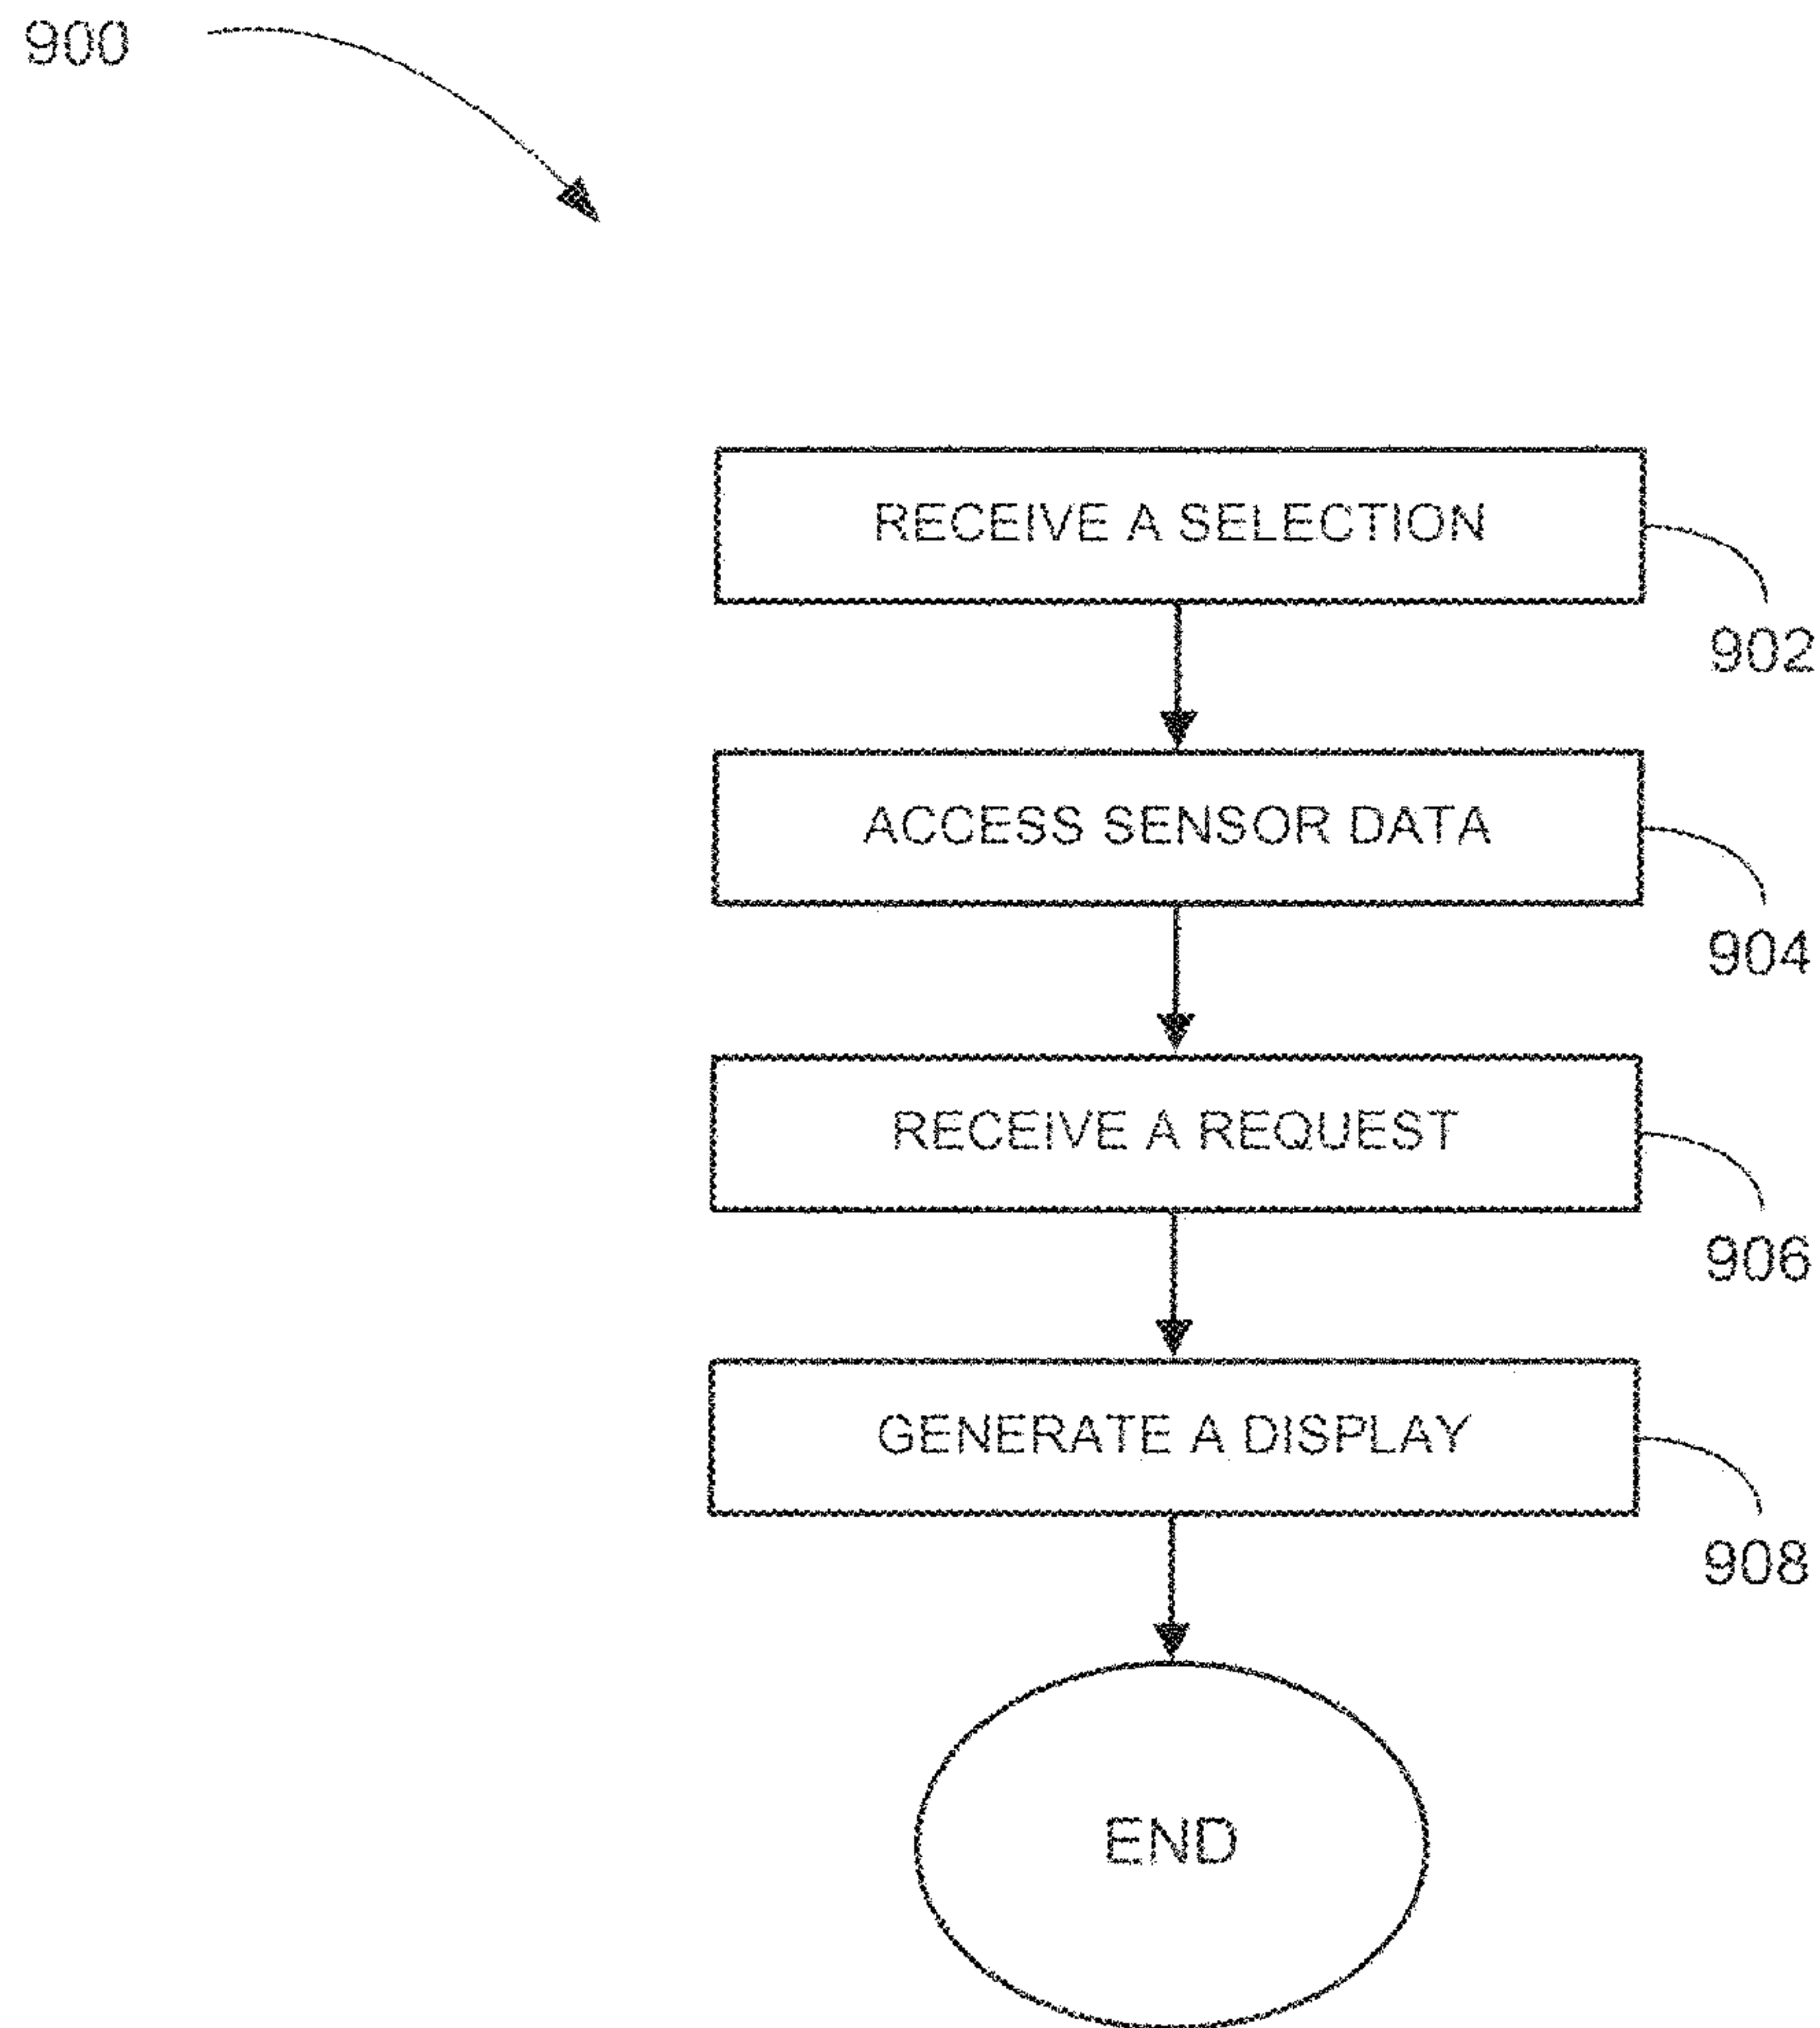 900
RECEIVE A SELECTION
902
ACCESS SENSOR DATA
904
RECEIVE A REQUEST
906
GENERATE A DISPLAY
908
END